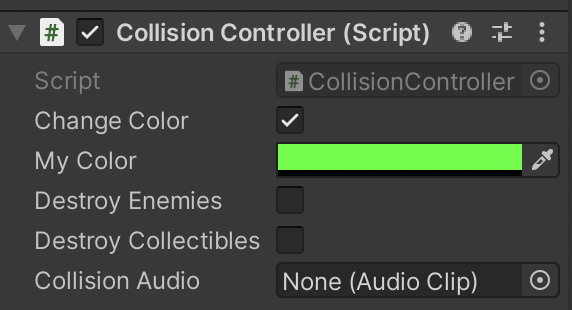 Collision Controller (Script)
Script CollisionController
Change Color
My Color
Destroy Enemies
Destroy Collectibles
Collision Audio None (Audio Clip)